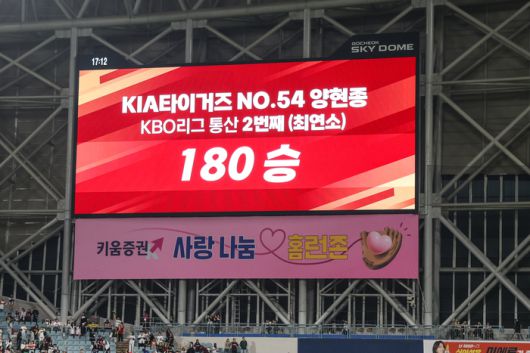 GOCHEOK
SKY DOME
17:12
KIA타이거즈 NO.54 양현종
KBO리그 통산 2번째 (최연소)
180 승
키움증권 사랑 나눔 홈런존